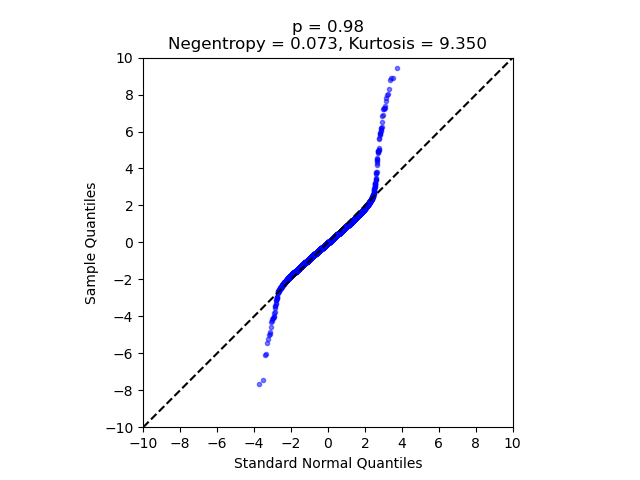 p = 0.98
Negentropy = 0.073, Kurtosis = 9.350
10
8
6
4
2
0
−2
−4
−6
−8
−10
Sample Quantiles
−10 −8 −6 −4 −2 0 2 4 6 8 10
Standard Normal Quantiles